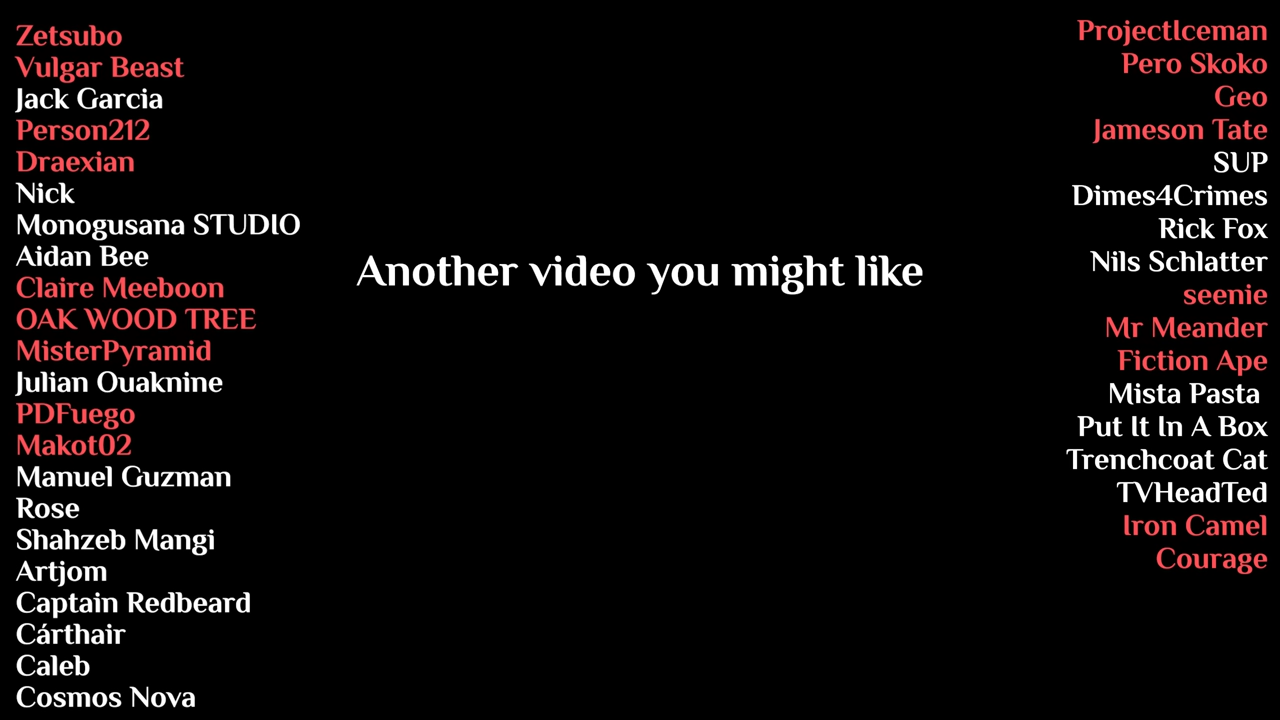 Zetsubo
Vulgar Beast
Jack Garcia
Person212
Draexian
Nick
Monogusana STUDIO
Aidan Bee
Claire Meeboon
OAK WOOD TREE
MisterPyramid
Julian Ouaknine
PDFuego
Makot02
Manuel Guzman
Rose
Shahzeb Mangi
Artjom
Captain Redbeard
Cárthair
Caleb
Cosmos Nova
Another video you might like
ProjectIceman
Pero Skoko
Geo
Jameson Tate
SUP
Dimes4Crimes
Rick Fox
Nils Schlatter
seenie
Mr Meander
Fiction Ape
Mista Pasta
Put It In A Box
Trenchcoat Cat
TVHeadTed
Iron Camel
Courage